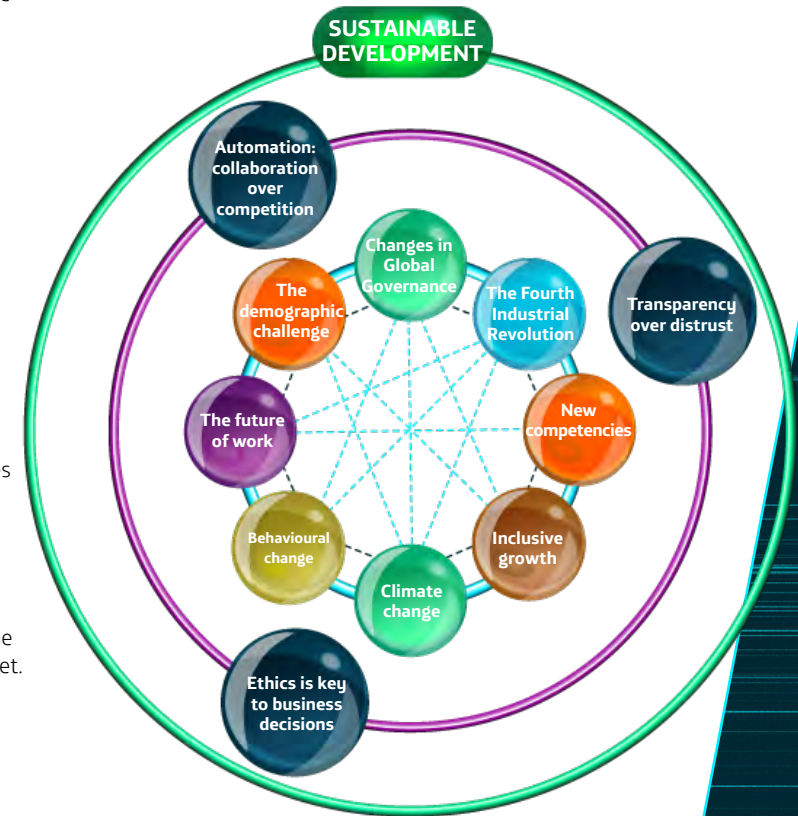 SUSTAINABLE
DEVELOPMENT
Automation:
collaboration
over
competition
Changes in
Global
Governance
The
demographic
challenge
The Fourth
Industrial
Revolution
Transparency
over distrust
The future
of work
New
competencies
Behavioural
change
Inclusive
growth
Climate
change
Ethics is key
to business
decisions